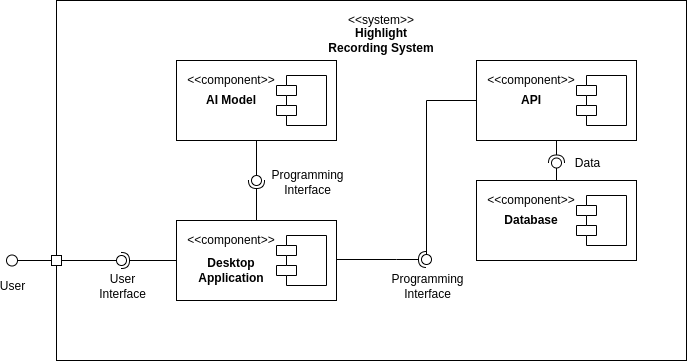 <<system>>
Highlight
Recording System
<<component>>
AI Model
<<component>>
API
Programming
Interface
Data
<<component>>
Database
<<component>>
Desktop
Application
User
User
Interface
Programming
Interface